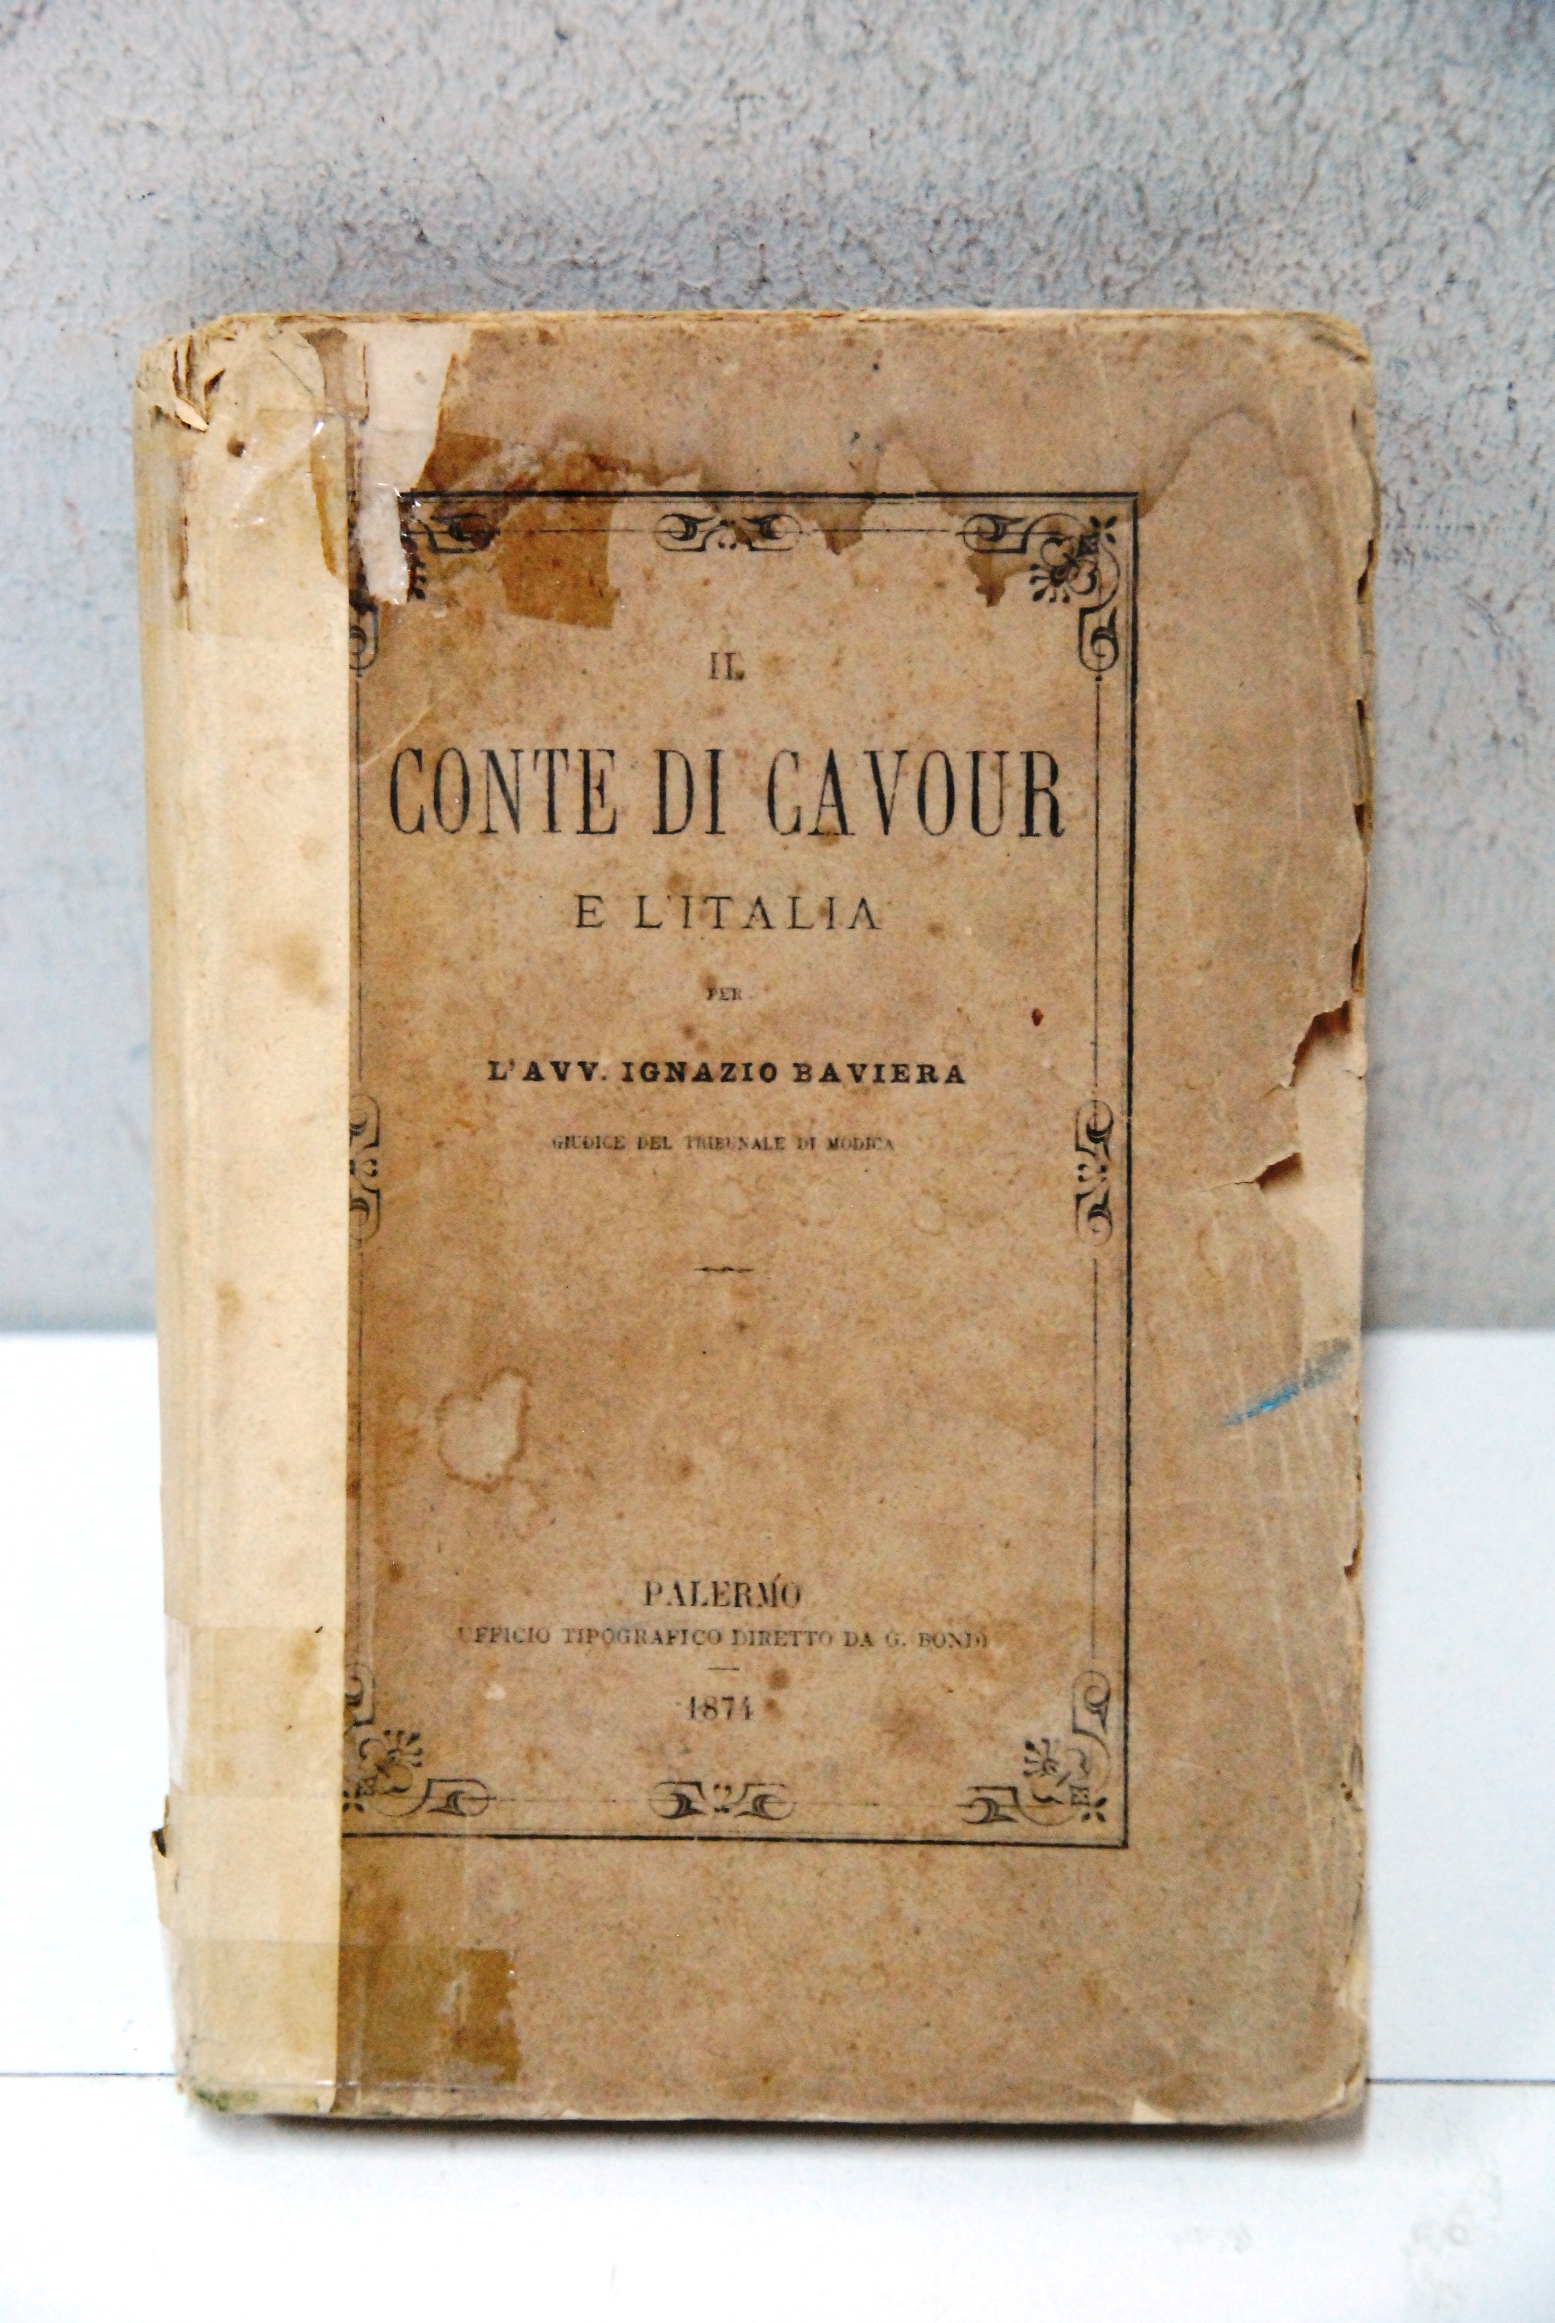 IL
CONTE DI CAVOUR
E L'ITALIA
PER
L'AVV. IGNAZIO BAVIERA
GIUDICE DEL TRIBUNALE DI MODICA
PALERMO
UFFICIO TIPOGRAFICO DIRETTO DA G. BONDI
1874